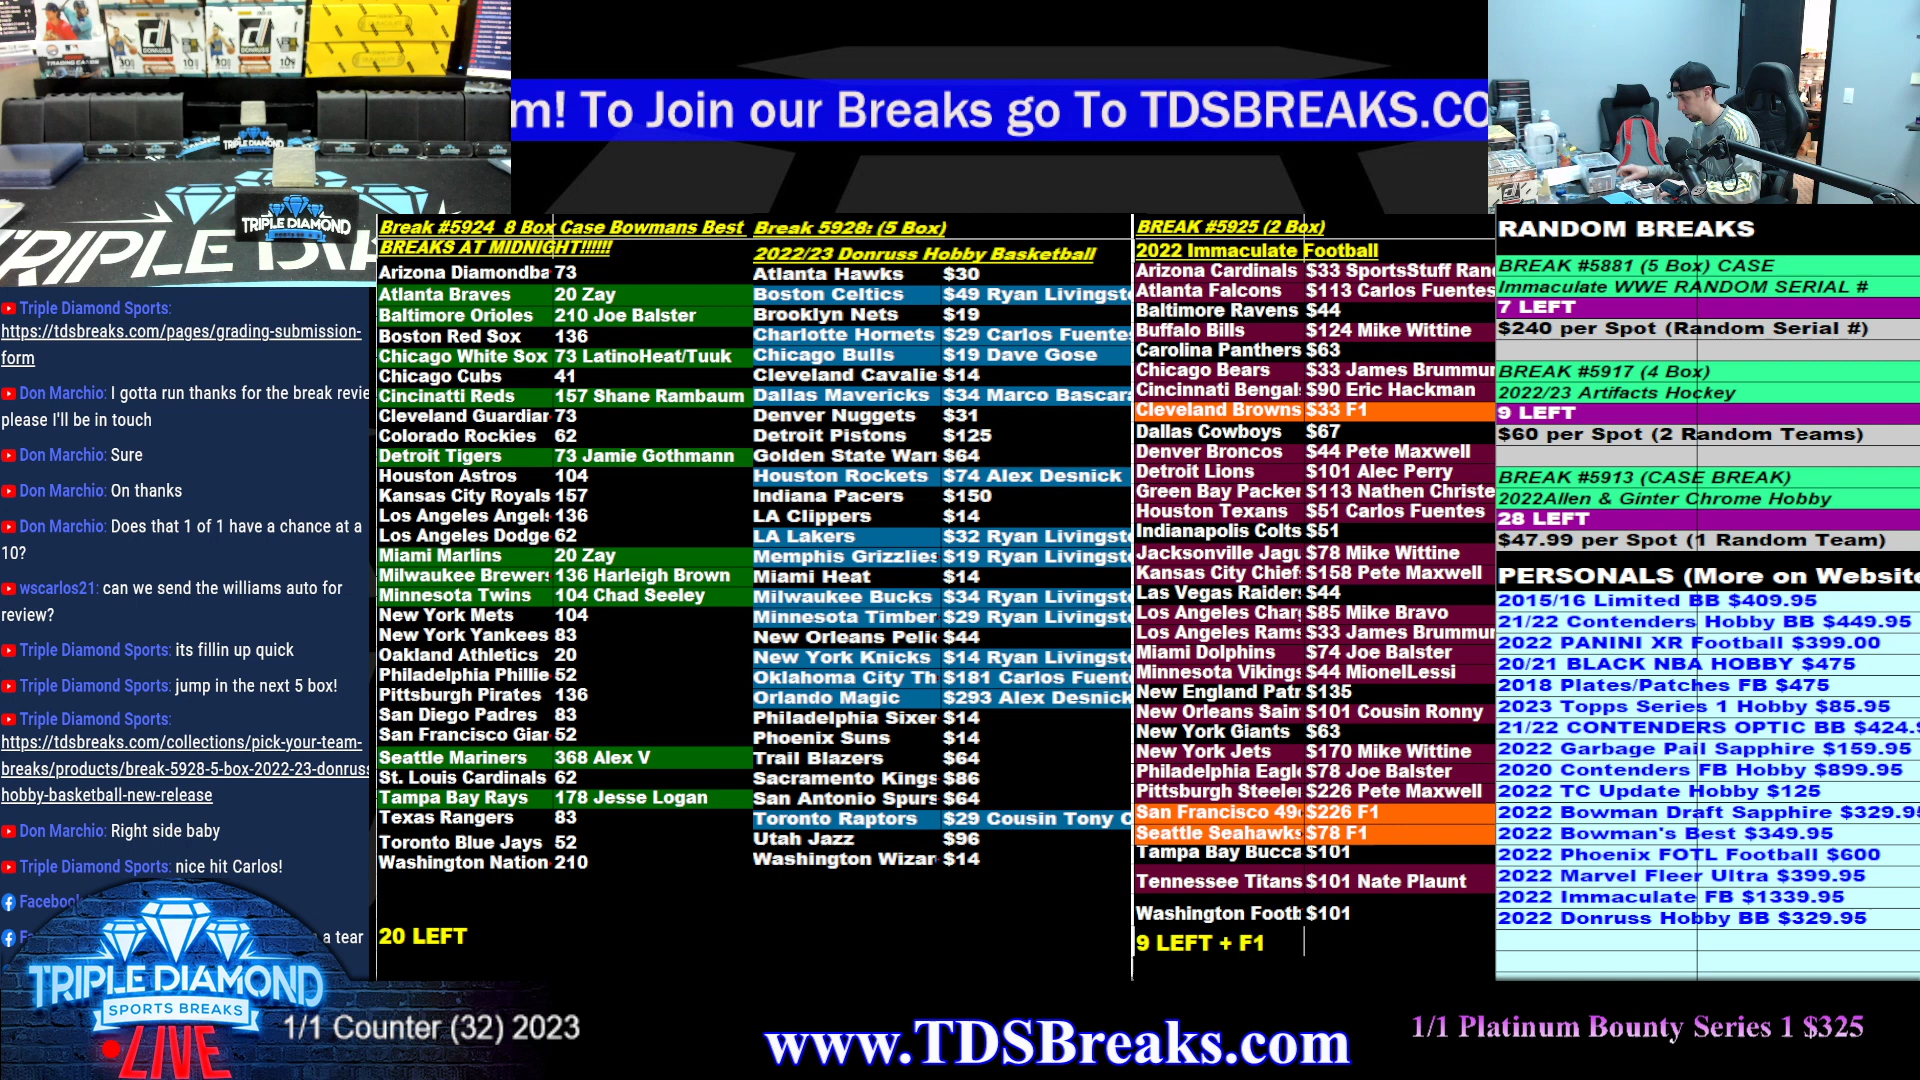 m! To Join our Breaks go To TDSBREAKS.CO
DONRUSS
DONRUSS
TRIPLE DIAMOND
TRIPLE DIAMOND
Triple Diamond Sports:
https://tdsbreaks.com/pages/grading-submission-
form
Don Marchio: I gotta run thanks for the break revie
please I'll be in touch
Don Marchio: Sure
Don Marchio: On thanks
Don Marchio: Does that 1 of 1 have a chance at a
10?
wscarlos21: can we send the williams auto for
review?
Triple Diamond Sports: its fillin up quick
Triple Diamond Sports: jump in the next 5 box!
Triple Diamond Sports:
https://tdsbreaks.com/collections/pick-your-team-
breaks/products/break-5928-5-box-2022-23-donruss
hobby-basketball-new-release
Don Marchio: Right side baby
Triple Diamond Sports: nice hit Carlos!
a tear
Break #5924 8 Box Case Bowmans Best
BREAKS AT MIDNIGHT!!!!!!
Arizona Diamondba 73
Atlanta Braves 20 Zay
Baltimore Orioles 210 Joe Balster
Boston Red Sox 136
Chicago White Sox 73 LatinoHeat/Tuuk
Chicago Cubs 41
Cincinatti Reds 157 Shane Rambaum
Cleveland Guardiar 73
Colorado Rockies 62
Detroit Tigers 73 Jamie Gothmann
Houston Astros 104
Kansas City Royals 157
Los Angeles Angel 136
Los Angeles Dodge 62
Miami Marlins 20 Zay
Milwaukee Brewer 136 Harleigh Brown
Minnesota Twins 104 Chad Seeley
New York Mets 104
New York Yankees 83
Oakland Athletics 20
Philadelphia Phillie 52
Pittsburgh Pirates 136
San Diego Padres 83
San Francisco Giar 52
Seattle Mariners 368 Alex V
St. Louis Cardinals 62
Tampa Bay Rays 178 Jesse Logan
Texas Rangers 83
Toronto Blue Jays 52
Washington Nation 210
20 LEFT
Break 5928: (5 Box)
2022/23 Donruss Hobby Basketball
Atlanta Hawks $30
Boston Celtics $49 Ryan Livingst
Brooklyn Nets $19
Charlotte Hornets $29 Carlos Fuente
Chicago Bulls $19 Dave Gose
Cleveland Cavalie $14
Dallas Mavericks $34 Marco Bascar
Denver Nuggets $31
Detroit Pistons $125
Golden State Warr $64
Houston Rockets $74 Alex Desnick
Indiana Pacers $150
LA Clippers $14
LA Lakers $32 Ryan Livingst
Memphis Grizzlies $19 Ryan Livingst
Miami Heat $14
Milwaukee Bucks $34 Ryan Livingst
Minnesota Timber $29 Ryan Livingst
New Orleans Pelic $44
New York Knicks $14 Ryan Livingst
Oklahoma City Th $181 Carlos Fuent
Orlando Magic $293 Alex Desnick
Philadelphia Sixer $14
Phoenix Suns $14
Trail Blazers $64
Sacramento Kings $86
San Antonio Spurs $64
Toronto Raptors $29 Cousin Tony C
Utah Jazz $96
Washington Wizar $14
BREAK #5925 (2 Box)
2022 Immaculate Football
Arizona Cardinals $33 SportsStuff Ran
Atlanta Falcons $113 Carlos Fuentes
Baltimore Ravens $44
Buffalo Bills $124 Mike Wittine
Carolina Panthers $63
Chicago Bears $33 James Brummur
Cincinnati Bengal $90 Eric Hackman
Cleveland Browns $33 F1
Dallas Cowboys $67
Denver Broncos $44 Pete Maxwell
Detroit Lions $101 Alec Perry
Green Bay Packer $113 Nathen Christe
Houston Texans $51 Carlos Fuentes
Indianapolis Colts $51
Jacksonville Jagu $78 Mike Wittine
Kansas City Chief $158 Pete Maxwell
Las Vegas Raider $44
Los Angeles Char $85 Mike Bravo
Los Angeles Rams $33 James Brummur
Miami Dolphins $74 Joe Balster
Minnesota Vikings $44 MionelLessi
New England Patr $135
New Orleans Sain $101 Cousin Ronny
New York Giants $63
New York Jets $170 Mike Wittine
Philadelphia Eagl $78 Joe Balster
Pittsburgh Steele $226 Pete Maxwell
San Francisco 49 $226 F1
Seattle Seahawks $78 F1
Tampa Bay Bucca $101
Tennessee Titans $101 Nate Plaunt
Washington Footb $101
9 LEFT + F1
RANDOM BREAKS
BREAK #5881 (5 Box) CASE
Immaculate WWE RANDOM SERIAL #
7 LEFT
$240 per Spot (Random Serial #)
BREAK #5917 (4 Box)
2022/23 Artifacts Hockey
9 LEFT
$60 per Spot (2 Random Teams)
BREAK #5913 (CASE BREAK)
2022Allen & Ginter Chrome Hobby
28 LEFT
$47.99 per Spot (1 Random Team)
PERSONALS (More on Website
2015/16 Limited BB $409.95
21/22 Contenders Hobby BB $449.95
2022 PANINI XR Football $399.00
20/21 BLACK NBA HOBBY $475
2018 Plates/Patches FB $475
2023 Topps Series 1 Hobby $85.95
21/22 CONTENDERS OPTIC BB $424.
2022 Garbage Pail Sapphire $159.95
2020 Contenders FB Hobby $899.95
2022 TC Update Hobby $125
2022 Bowman Draft Sapphire $329.9
2022 Bowman's Best $349.95
2022 Phoenix FOTL Football $600
2022 Marvel Fleer Ultra $399.95
2022 Immaculate FB $1339.95
2022 Donruss Hobby BB $329.95
TRIPLE DIAMOND
SPORTS BREAKS
LIVE
1/1 Counter (32) 2023
www.TDSBreaks.com
1/1 Platinum Bounty Series 1 $325